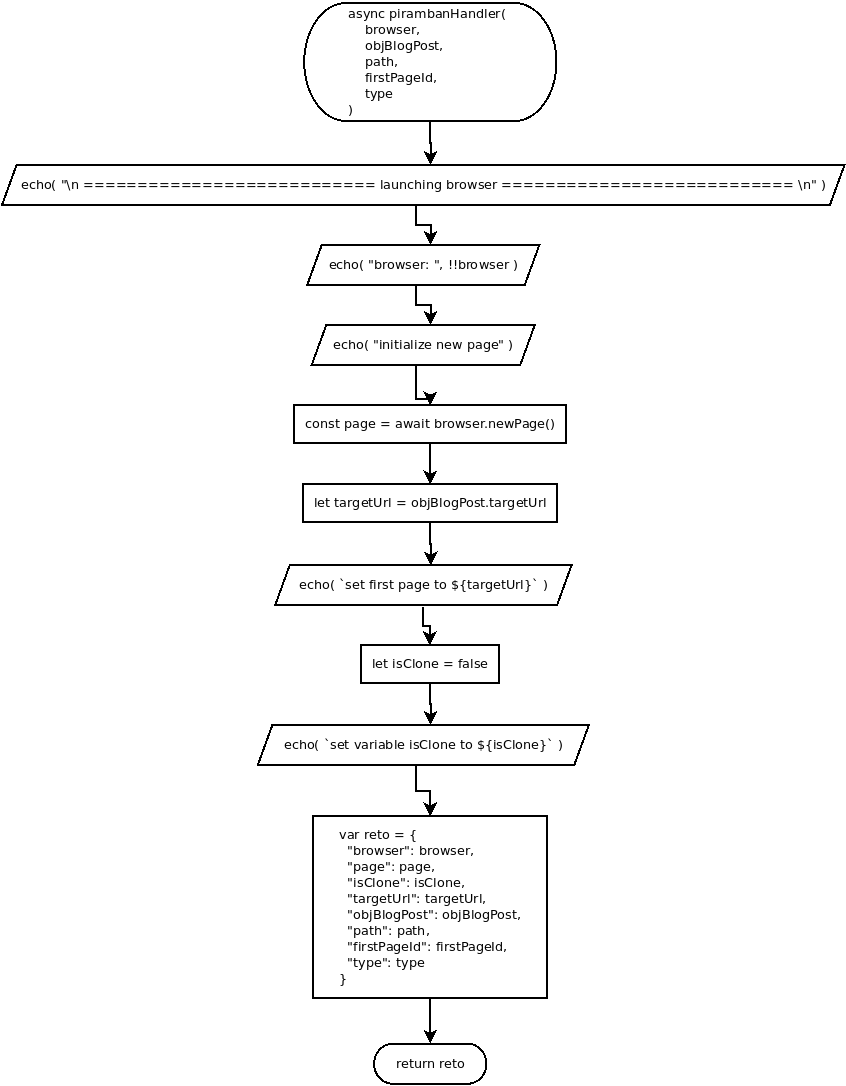 async pirambanHandler(
browser,
objBlogPost,
path,
firstPageId,
type
)
echo( "\n =========================== launching browser =========================== \n" )
echo( "browser: ", !!browser )
echo( "initialize new page" )
const page = await browser.newPage()
let targetUrl = objBlogPost.targetUrl
echo( `set first page to ${targetUrl}` )
let isClone = false
echo( `set variable isClone to ${isClone}` )
var reto = {
"browser": browser,
"page": page,
"isClone": isClone,
"targetUrl": targetUrl,
"objBlogPost": objBlogPost,
"path": path,
"firstPageId": firstPageId,
"type": type
}
return reto